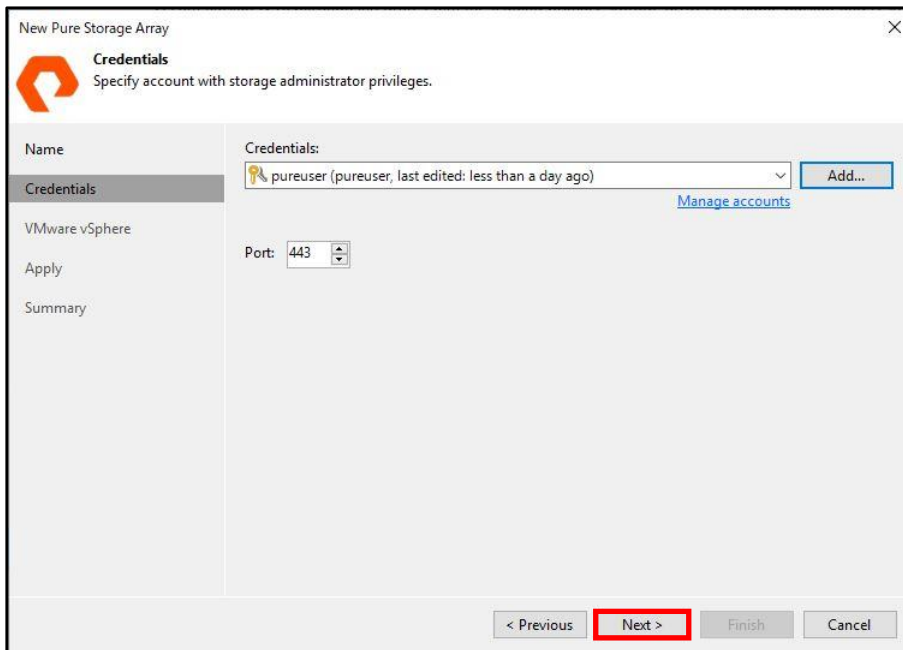 New Pure Storage Array
Credentials
Specify account with storage administrator privileges.
Name
Credentials
VMware vSphere
Apply
Summary
Credentials:
pureuser (pureuser, last edited: less than a day ago)
Add...
Manage accounts
Port: 443
< Previous Next > Finish Cancel